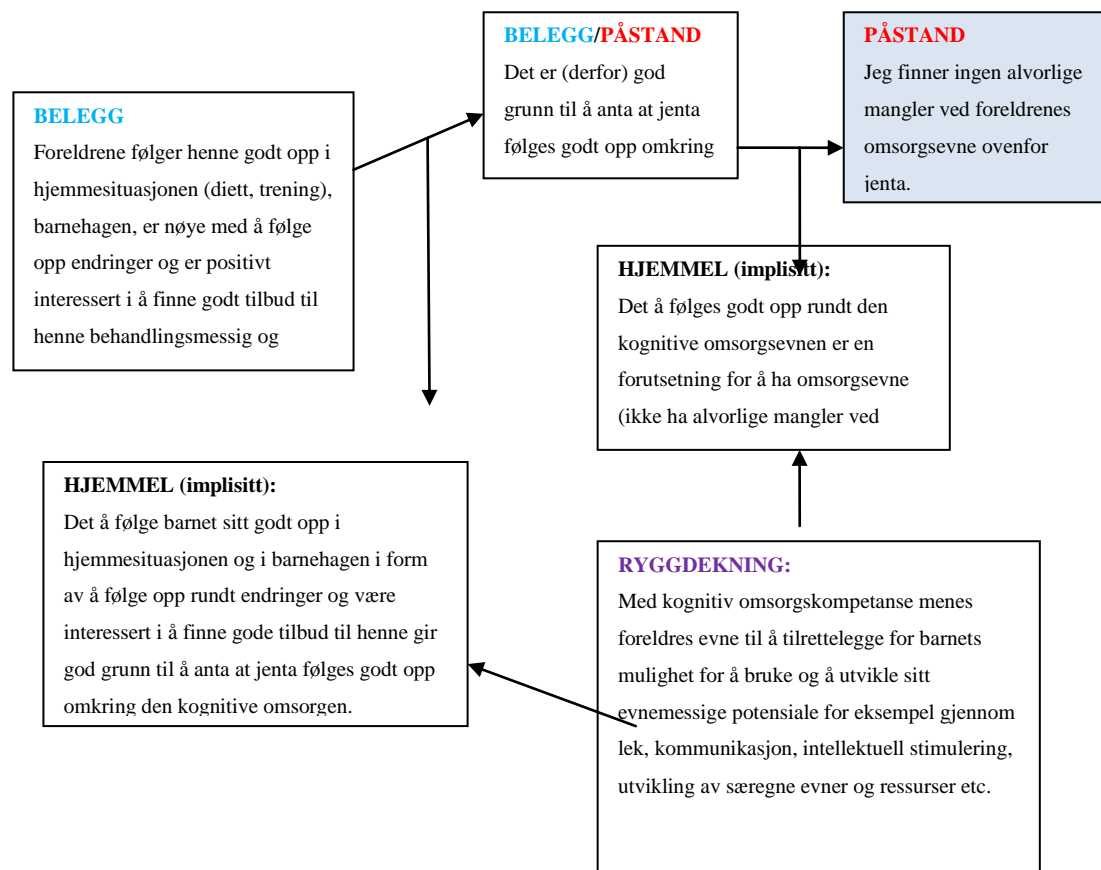 BELEGG
Foreldrene følger henne godt opp i
hjemmesituasjonen (diett, trening),
barnehagen, er nøye med å følge
opp endringer og er positivt
interessert i å finne godt tilbud til
henne behandlingsmessig og
BELEGG/PÅSTAND
Det er (derfor) god
grunn til å anta at jenta
følges godt opp omkring
PÅSTAND
Jeg finner ingen alvorlige
mangler ved foreldrenes
omsorgsevne ovenfor
jenta.
HJEMMEL (implisitt):
Det å følges godt opp rundt den
kognitive omsorgsevnen er en
forutsetning for å ha omsorgsevne
(ikke ha alvorlige mangler ved
HJEMMEL (implisitt):
Det å følge barnet sitt godt opp i
hjemmesituasjonen og i barnehagen i form
av å følge opp rundt endringer og være
interessert i å finne gode tilbud til henne gir
god grunn til å anta at jenta følges godt opp
omkring den kognitive omsorgen.
RYGGDEKNING:
Med kognitiv omsorgskompetanse menes
foreldres evne til å tilrettelegge for barnets
mulighet for å bruke og å utvikle sitt
evnemessige potensiale for eksempel gjennom
lek, kommunikasjon, intellektuell stimulering,
utvikling av særegne evner og ressurser etc.